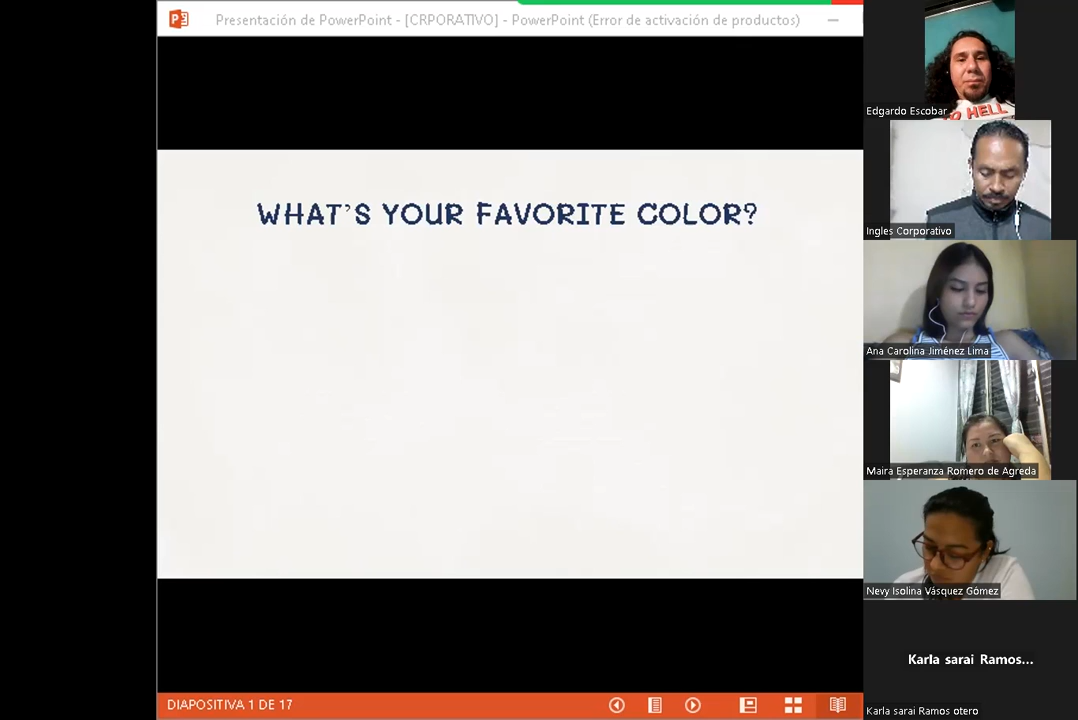 Presentación de PowerPoint - [CRPORATIVO] - PowerPoint (Error de activación de productos)
WHAT'S YOUR FAVORITE COLOR?
DIAPOSITIVA 1 DE 17
HELL
Edgardo Escobar
Ingles Corporativo
Ana Carolina Jiménez Lima
Maira Esperanza Romero de Agreda
Nevy Isolina Vásquez Gómez
Karla sarai Ramos...
Karla sarai Ramos otero